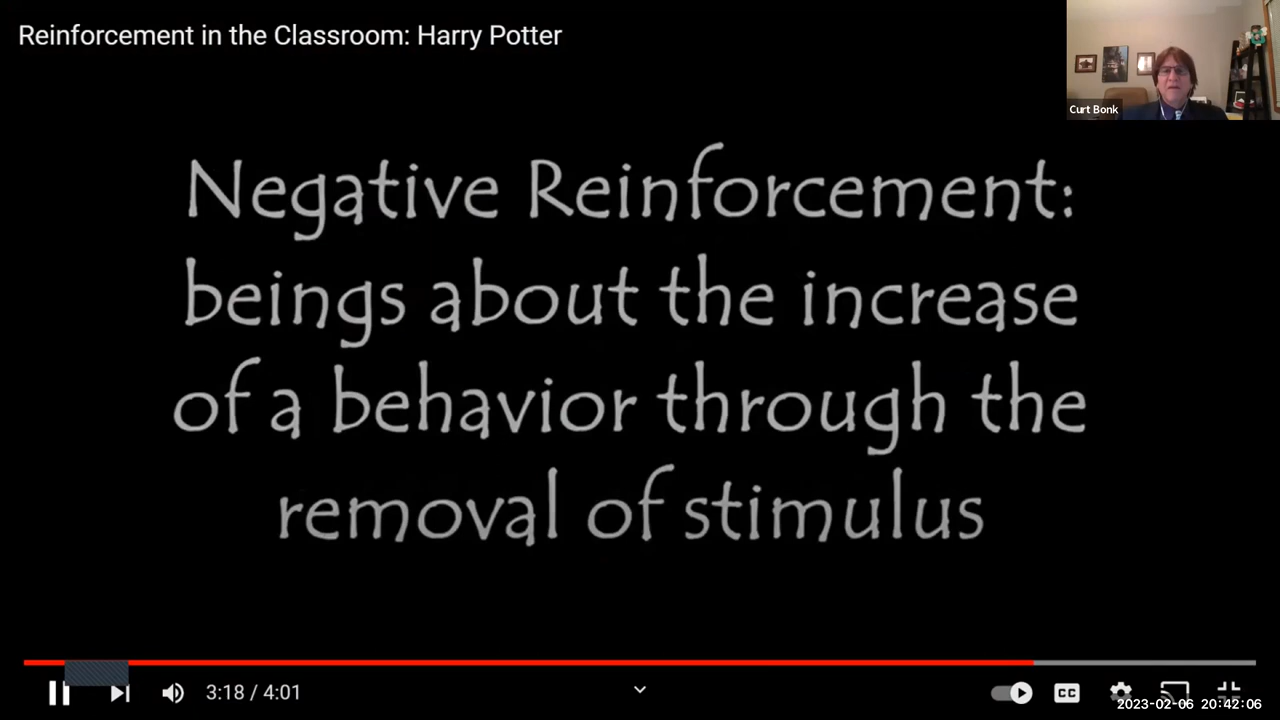 Reinforcement in the Classroom: Harry Potter
Curt Bonk
Negative Reinforcement:
beings about the increase
of a behavior through the
removal of stimulus
3:18 / 4:01
CC
2023-02-06 20:42:06